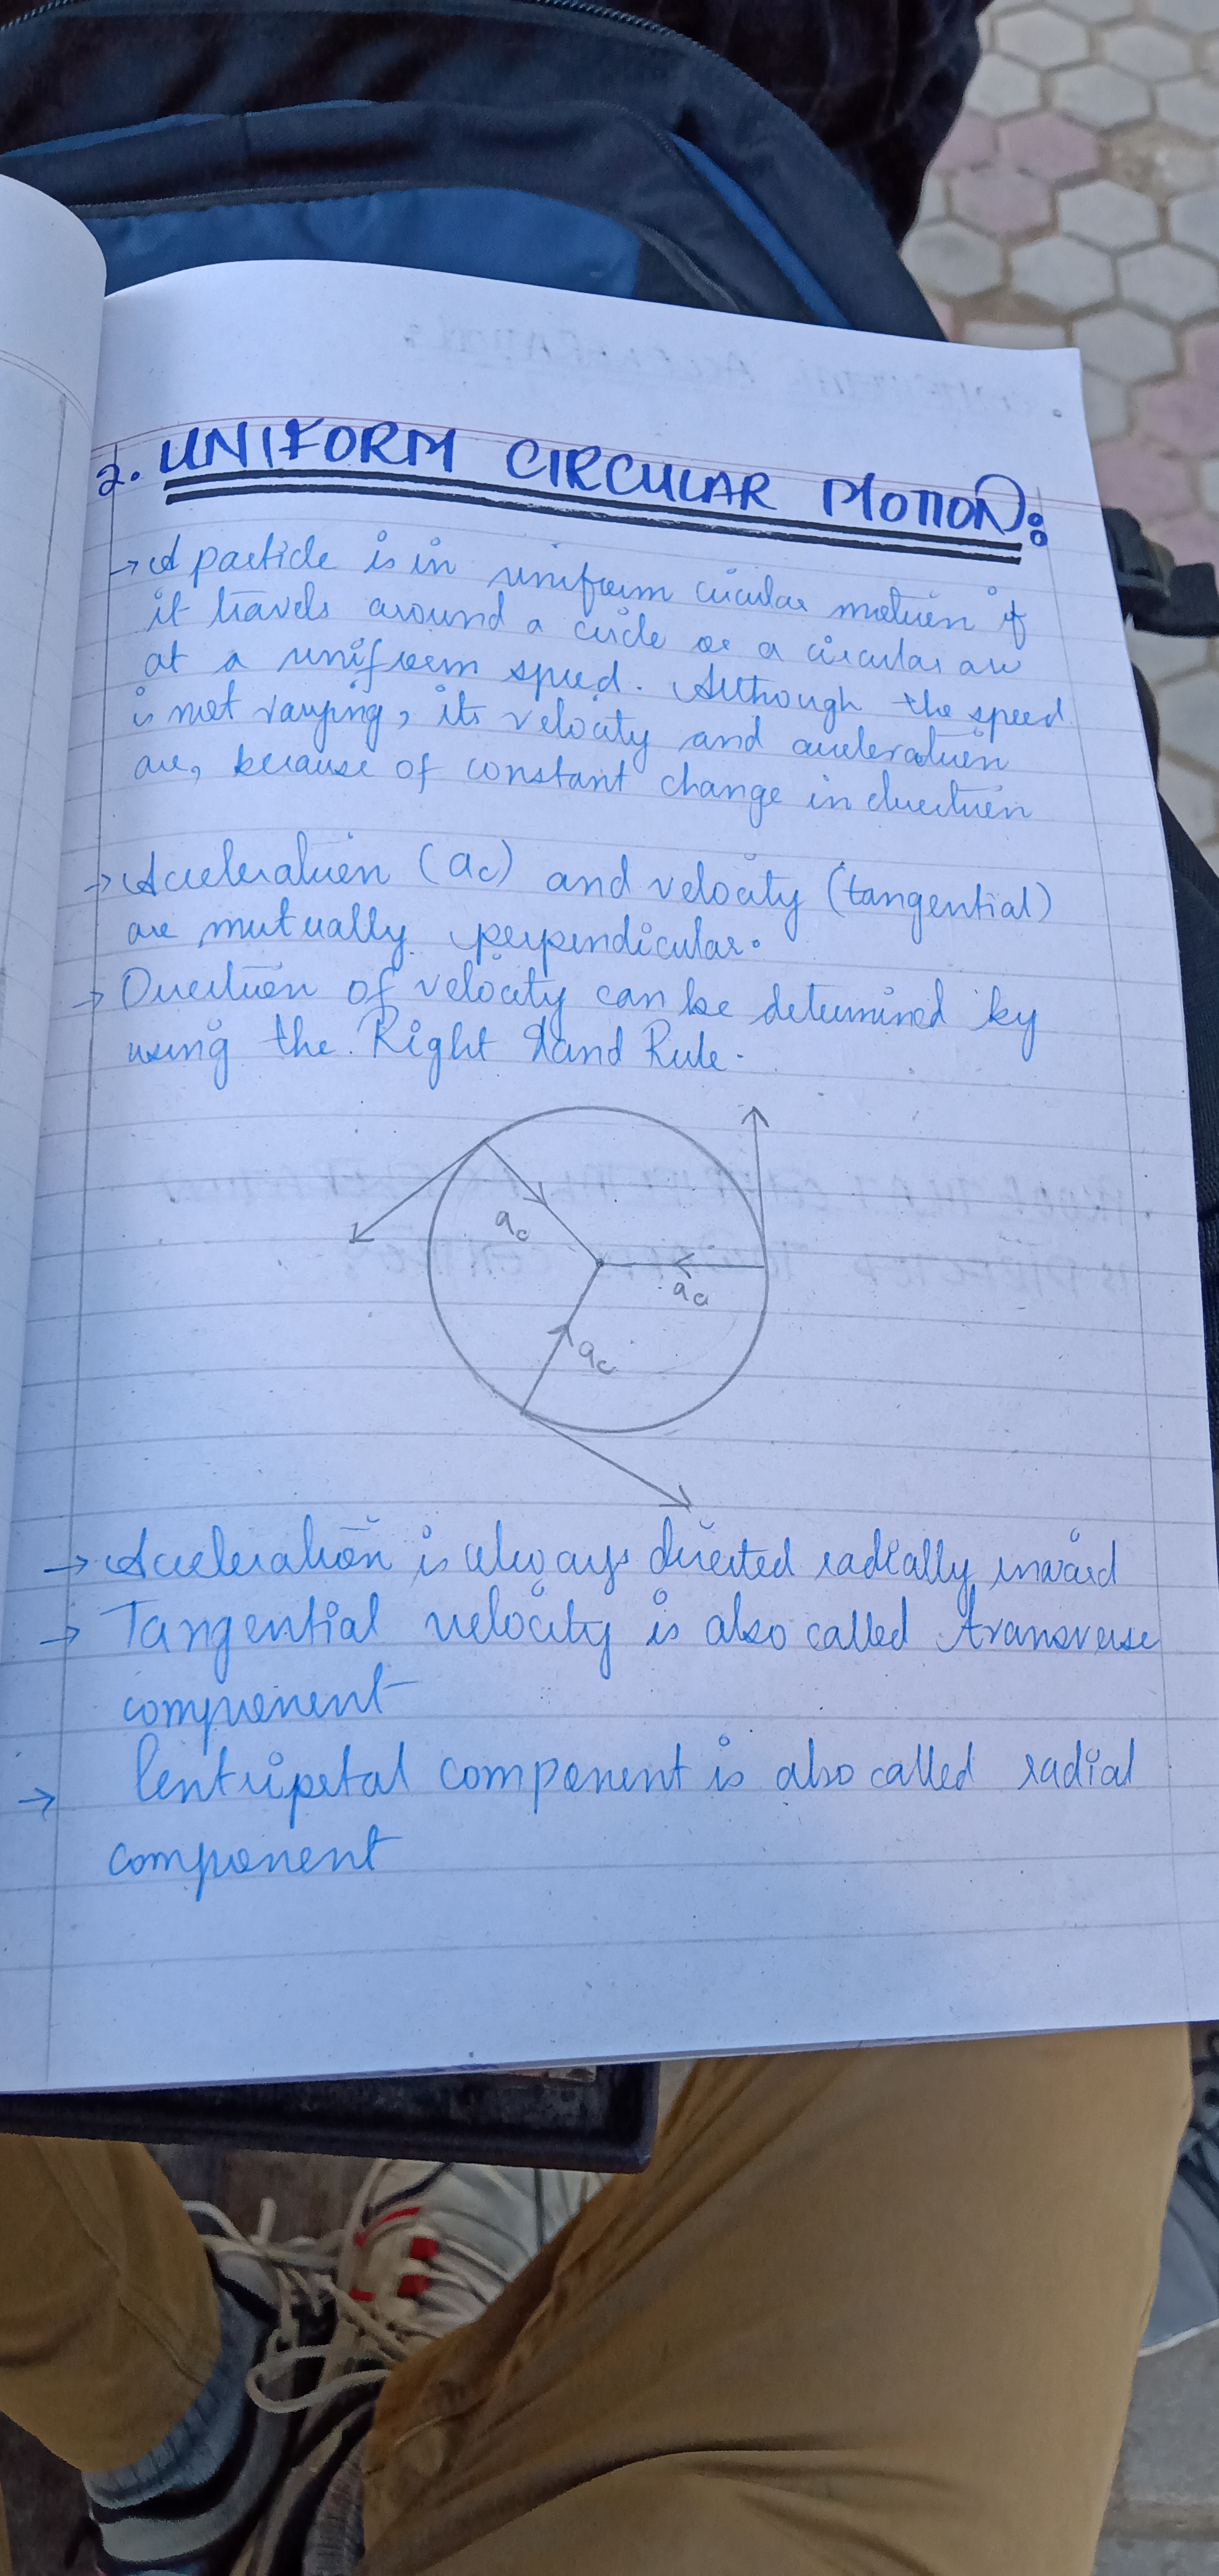 2. UNIFORM CIRCULAR MOTION:
→ A particle is in uniform circular motion if
it travels around a circle or a circular arc
at a uniform speed. Although the speed
is not varying, its velocity and acceleration
are, because of constant change in direction
→ Acceleration (ac) and velocity (tangential)
are mutually perpendicular.
→ Direction of velocity can be determined by
using the Right Hand Rule.
ac
ac
ac
→ Acceleration is always directed radially inward
→ Tangential velocity is also called transverse
component
→ Centripetal component is also called radial
component